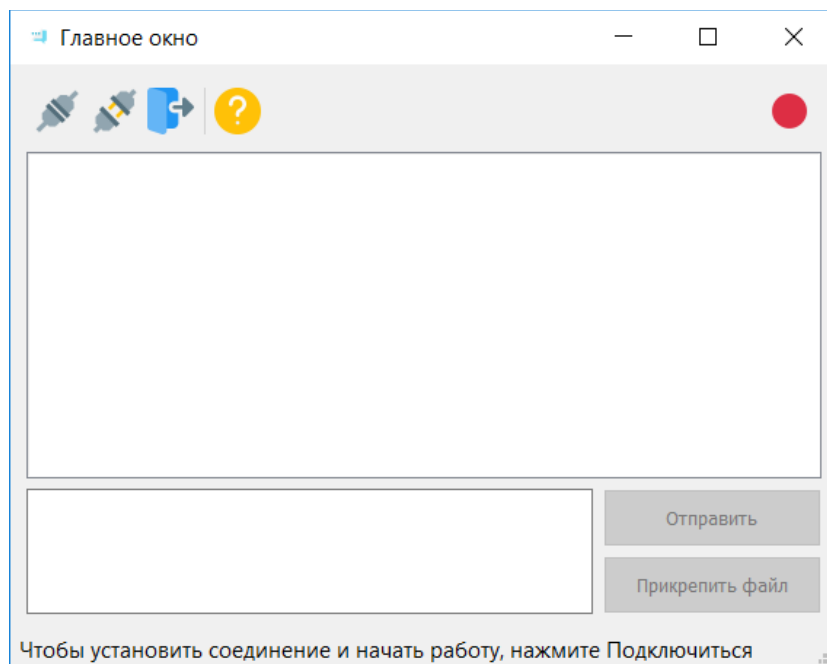 Главное окно
?
Отправить
Прикрепить файл
Чтобы установить соединение и начать работу, нажмите Подключиться